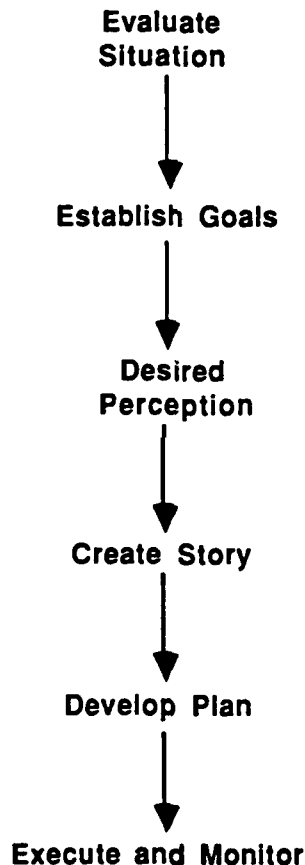 Evaluate
Situation
Establish Goals
Desired
Perception
Create Story
Develop Plan
Execute and Monitor